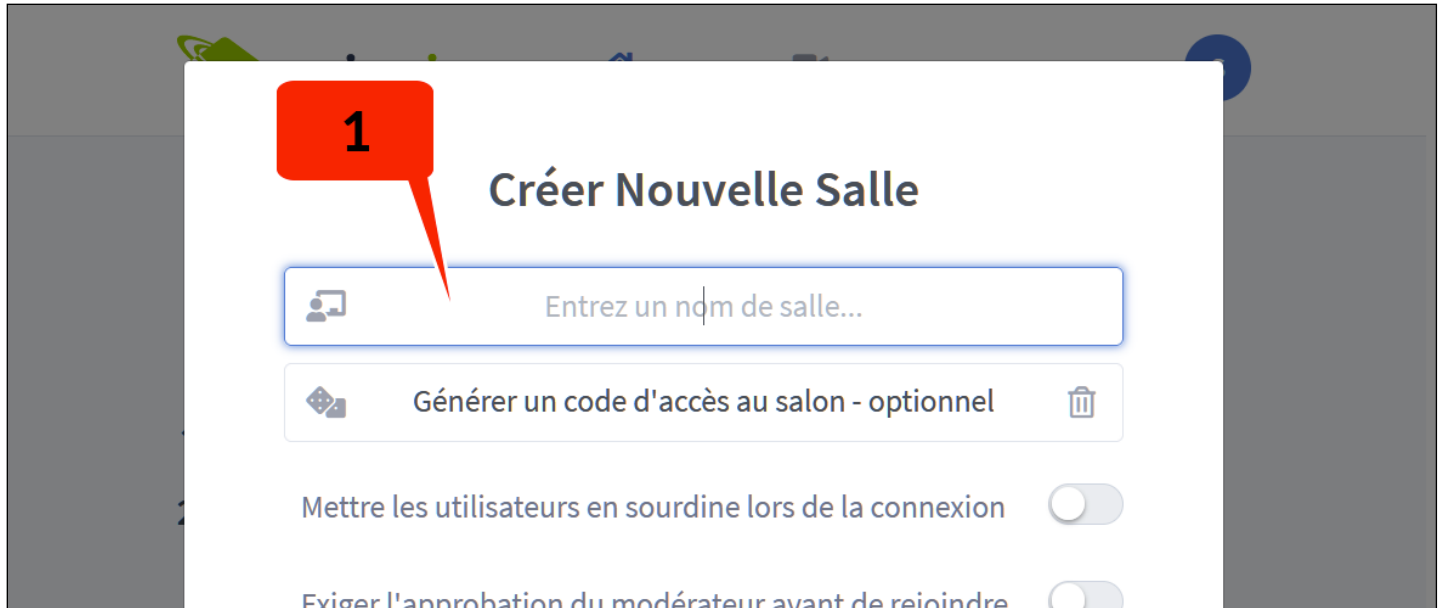 1
Créer Nouvelle Salle
Entrez un nom de salle...
Générer un code d'accès au salon - optionnel
Mettre les utilisateurs en sourdine lors de la connexion
Exiger l'approbation du modérateur avant de rejoindre